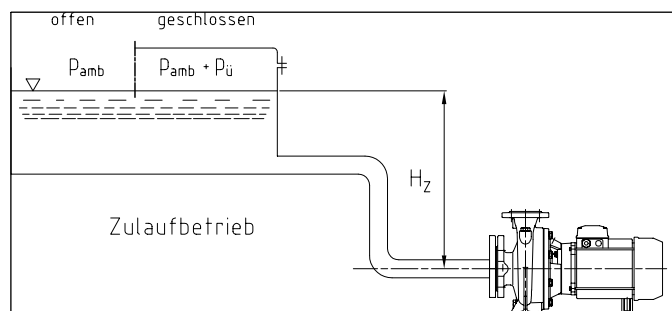 offen geschlossen
Pamb Pamb + Pü
HZ
Zulaufbetrieb